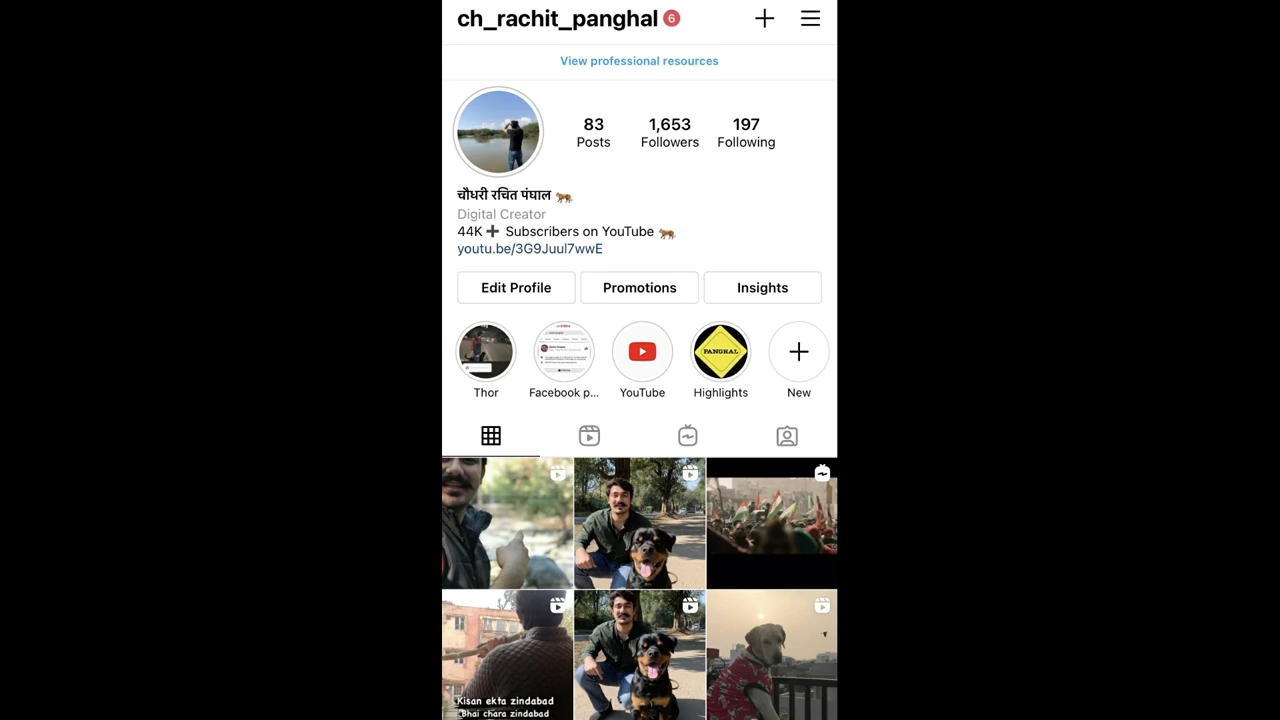 ch_rachit_panghal 6
View professional resources
83 1,653 197
Posts Followers Following
चौधरी रचित पंघाल 🐅
Digital Creator
44K ➕ Subscribers on YouTube 🐅
youtu.be/3G9Juul7wwE
Edit Profile Promotions Insights
PANGHAL
Thor Facebook p... YouTube Highlights New
Kisan ekta zindabad
Bhai chara zindabad